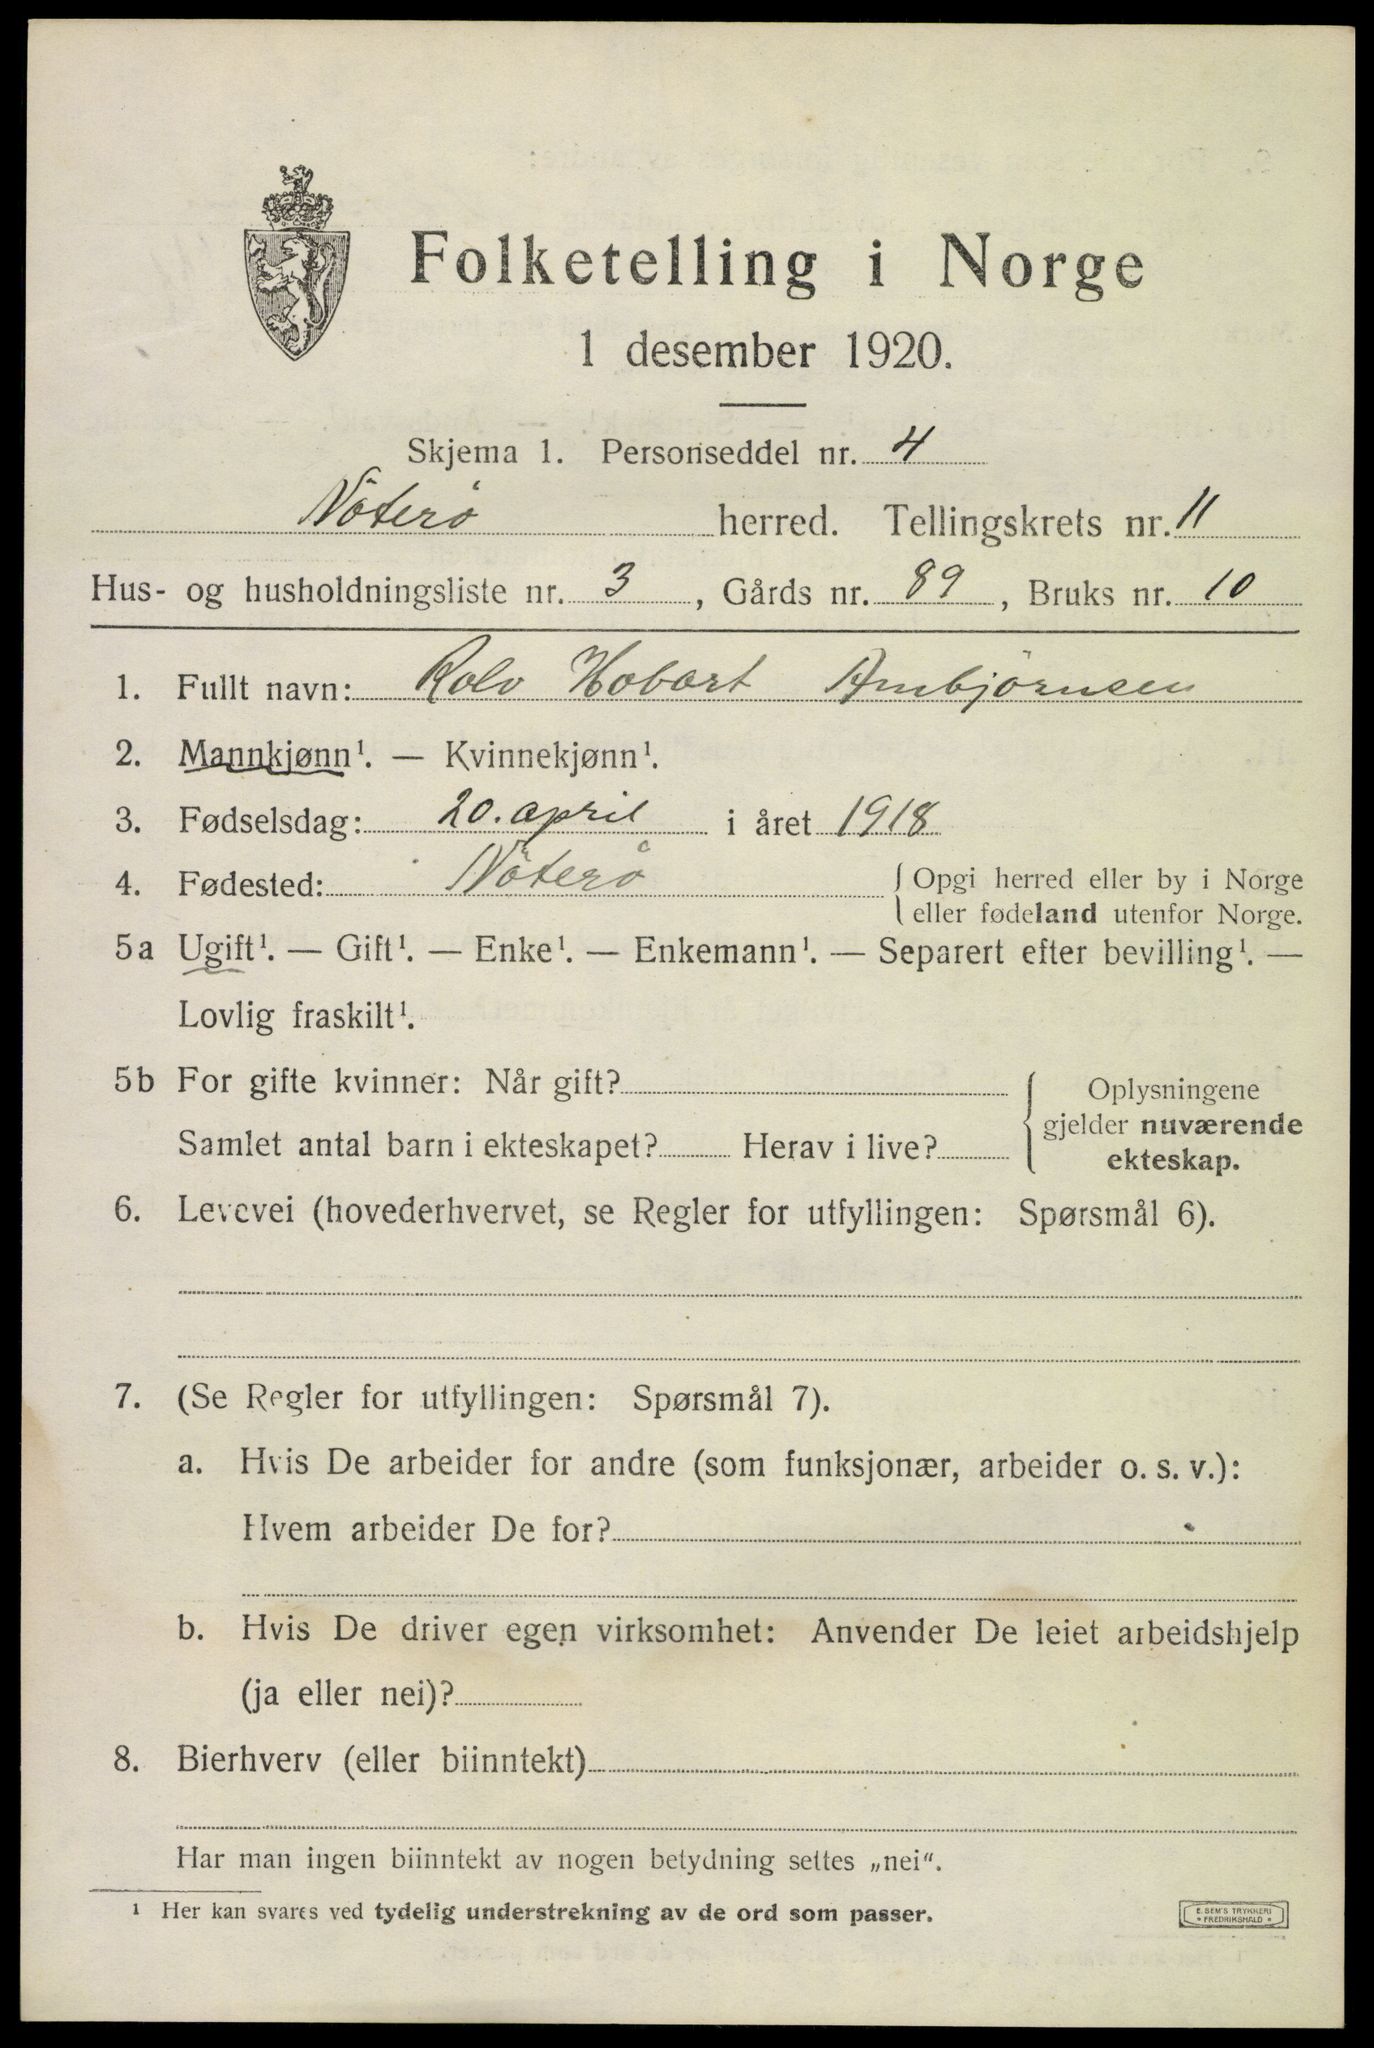 Folketelling i Norge
1 desember 1920.
Skjema 1. Personseddel nr. 4
Nöterö herred. Tellingskrets nr. 11
Hus- og husholdningsliste nr. 3, Gårds nr. 89, Bruks nr. 10
1. Fullt navn: Rolv Hobart Ambjörnsen
2. Mannkjønn¹. — Kvinnekjønn¹.
3. Fødselsdag: 20. april i året 1918
4. Fødested: Nöterö { Opgi herred eller by i Norge
eller fødeland utenfor Norge.
5a Ugift¹. — Gift¹. — Enke¹. — Enkemann¹. — Separert efter bevilling¹. —
Lovlig fraskilt¹.
5b For gifte kvinner: Når gift? { Oplysningene
gjelder nuværende
Samlet antal barn i ekteskapet? Herav i live?
ekteskap.
6. Levevei (hovederhvervet, se Regler for utfyllingen: Spørsmål 6).
7. (Se Regler for utfyllingen: Spørsmål 7).
a. Hvis De arbeider for andre (som funksjonær, arbeider o. s. v.):
Hvem arbeider De for?
b. Hvis De driver egen virksomhet: Anvender De leiet arbeidshjelp
(ja eller nei)?
8. Bierhverv (eller biinntekt)
Har man ingen biinntekt av nogen betydning settes „nei“.
¹ Her kan svares ved tydelig understrekning av de ord som passer.
E. SEM'S TRYKKERI
FREDRIKSHALD